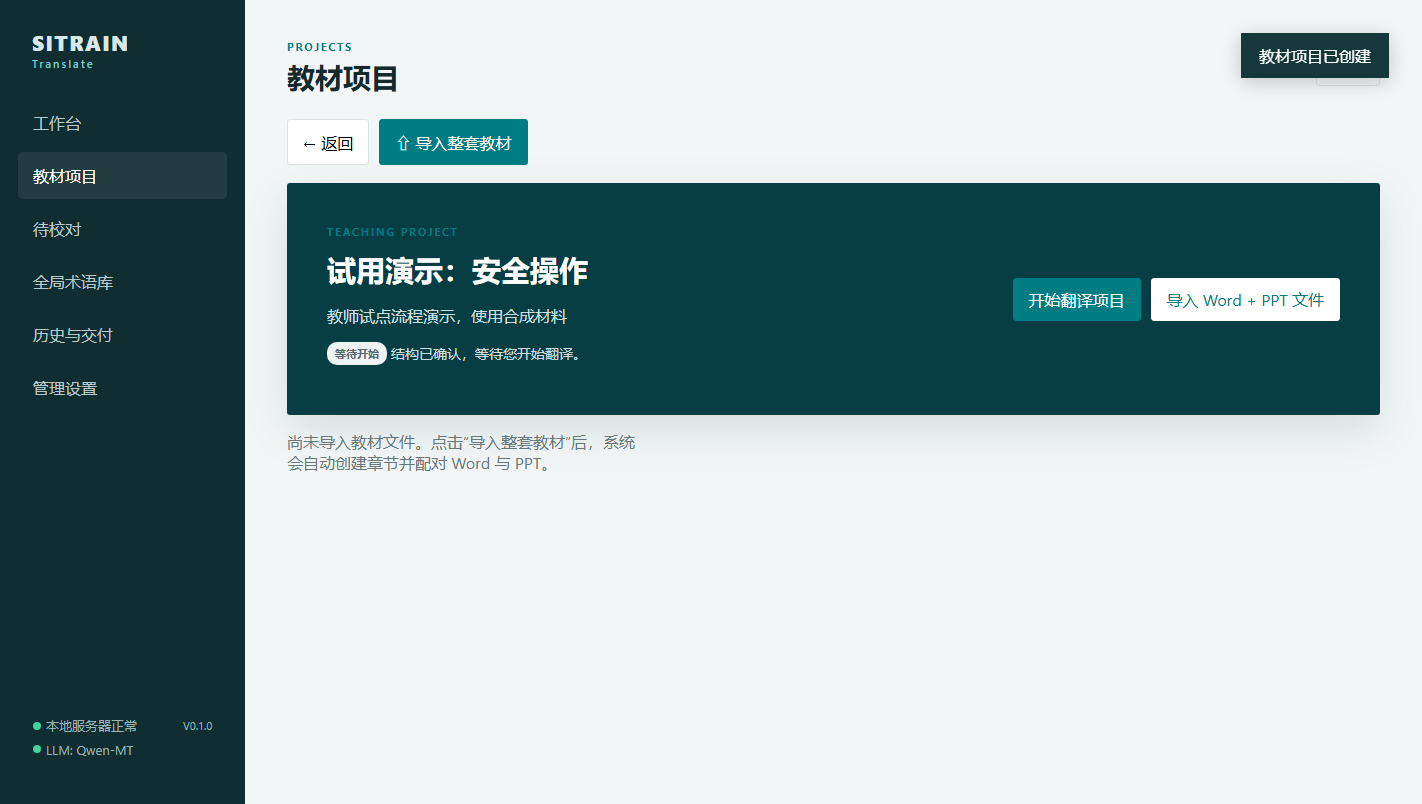 SITRAIN
Translate
工作台
教材项目
待校对
全局术语库
历史与交付
管理设置
本地服务器正常 V0.1.0
LLM: Qwen-MT
PROJECTS
教材项目
教材项目已创建
← 返回
⇧ 导入整套教材
TEACHING PROJECT
试用演示：安全操作
教师试点流程演示，使用合成材料
等待开始 结构已确认，等待您开始翻译。
开始翻译项目
导入 Word + PPT 文件
尚未导入教材文件。点击“导入整套教材”后，系统
会自动创建章节并配对 Word 与 PPT。